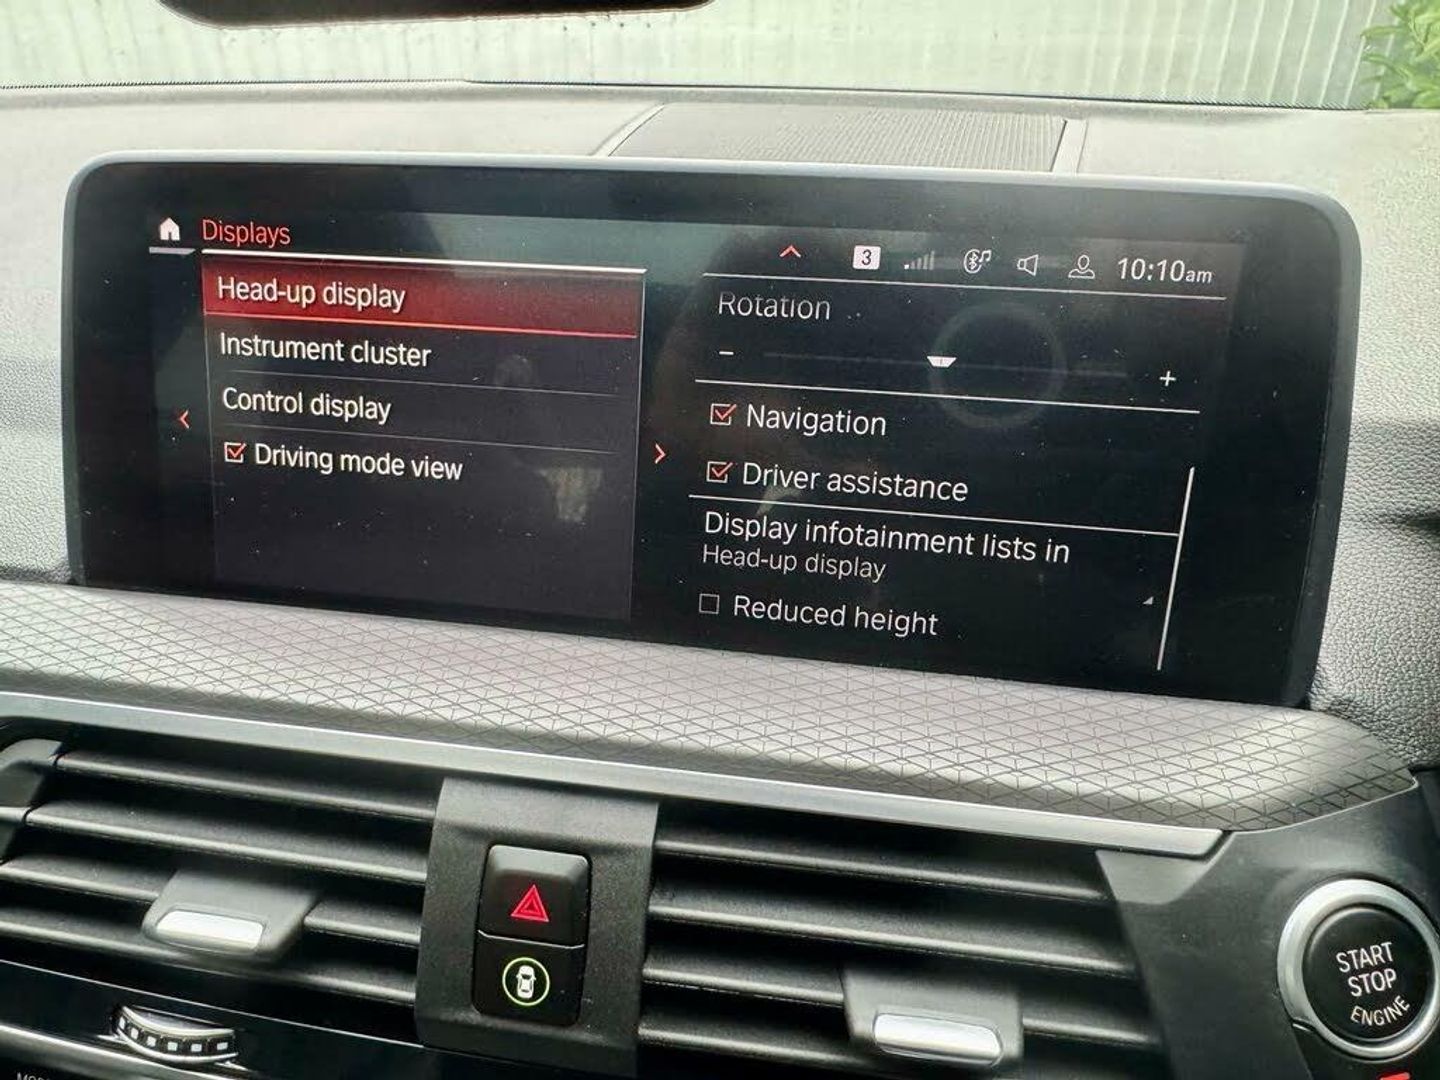 Displays
3
10:10am
Head-up display
Instrument cluster
Control display
Driving mode view
Rotation
Navigation
Driver assistance
Display infotainment lists in
Head-up display
Reduced height
START
STOP
ENGINE